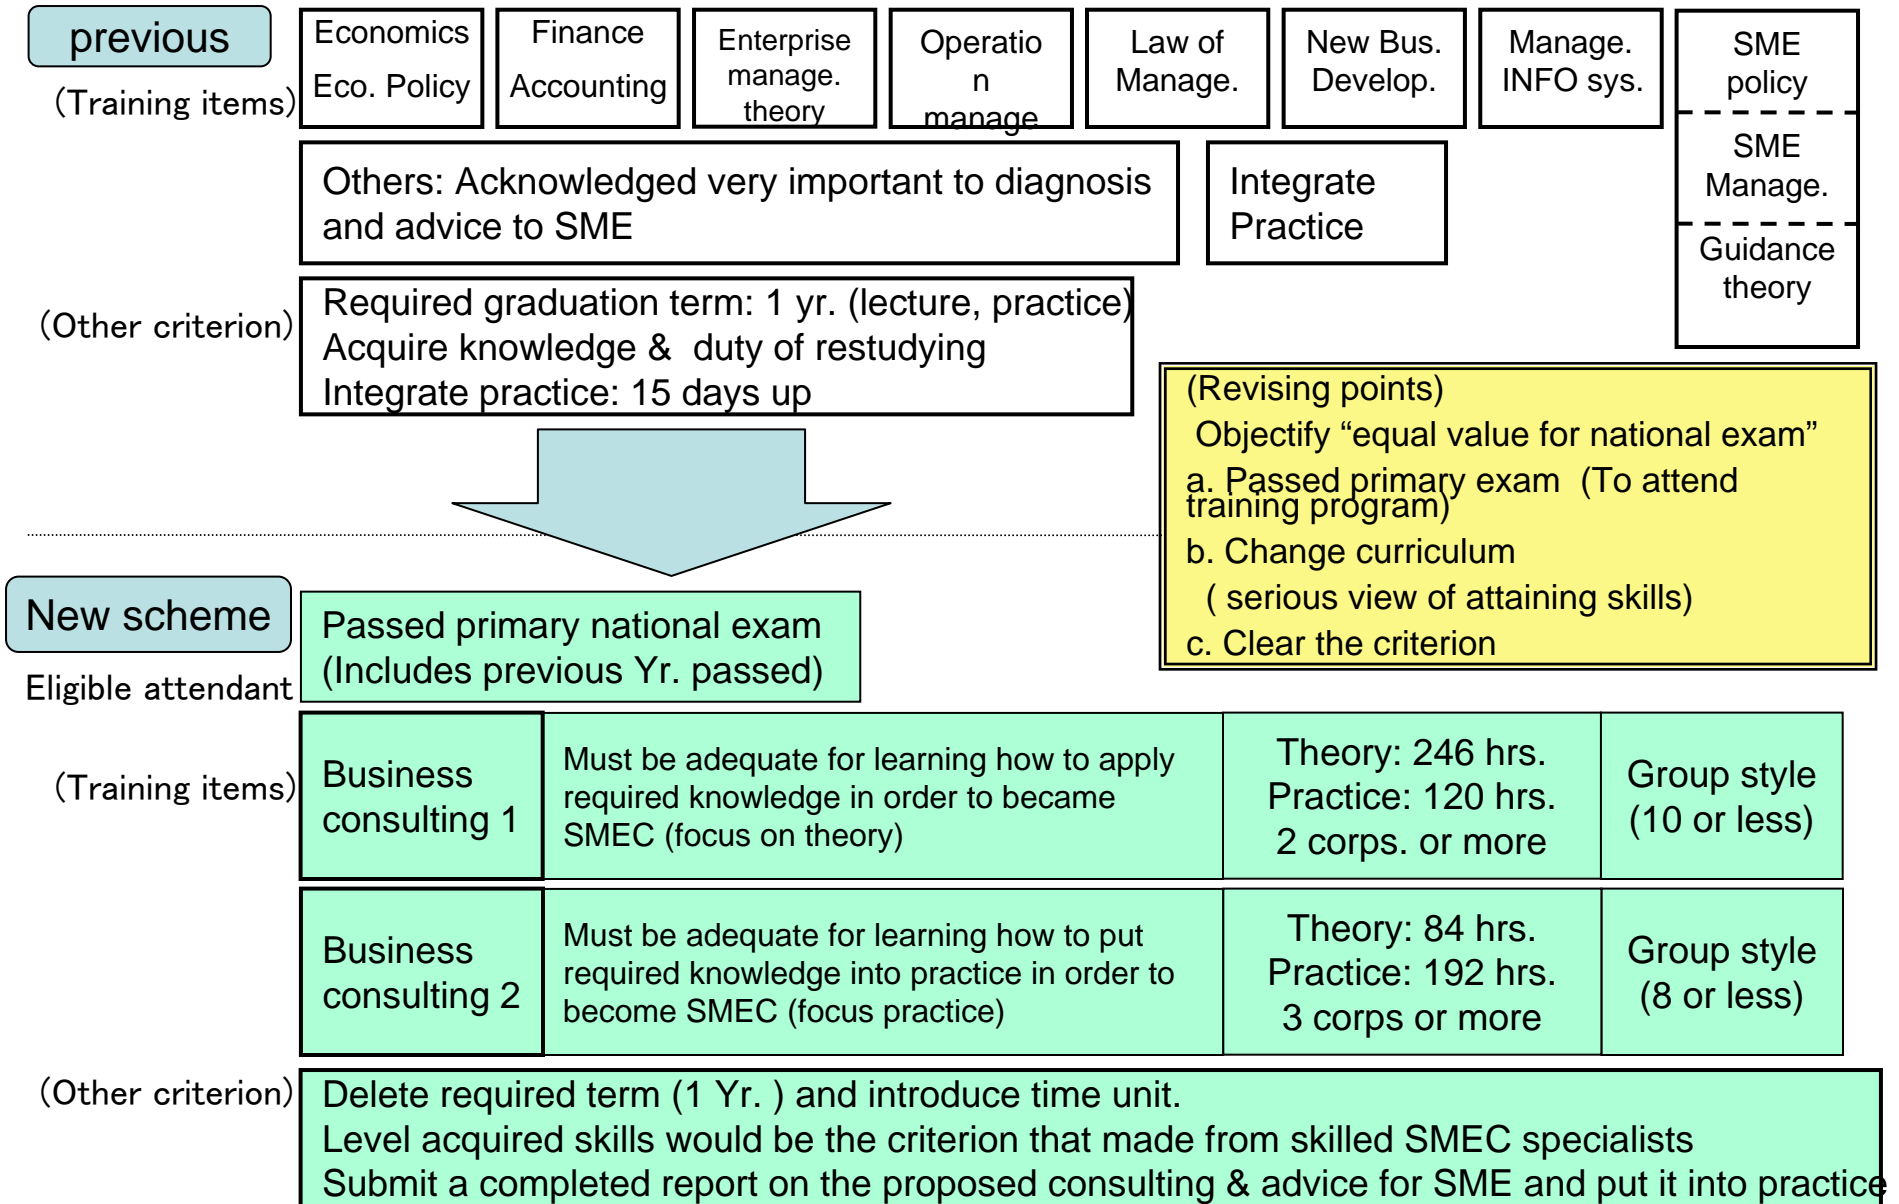 previous
(Training items)
Economics
Eco. Policy
Finance
Accounting
Enterprise
manage.
theory
Operatio
n
manage
Law of
Manage.
New Bus.
Develop.
Manage.
INFO sys.
SME
policy
SME
Manage.
Guidance
theory
Others: Acknowledged very important to diagnosis
and advice to SME
Integrate
Practice
(Other criterion)
Required graduation term: 1 yr. (lecture, practice)
Acquire knowledge & duty of restudying
Integrate practice: 15 days up
(Revising points)
Objectify “equal value for national exam”
a. Passed primary exam (To attend
training program)
b. Change curriculum
( serious view of attaining skills)
c. Clear the criterion
New scheme
Eligible attendant
Passed primary national exam
(Includes previous Yr. passed)
(Training items)
Business
consulting 1
Must be adequate for learning how to apply
required knowledge in order to became
SMEC (focus on theory)
Theory: 246 hrs.
Practice: 120 hrs.
2 corps. or more
Group style
(10 or less)
Business
consulting 2
Must be adequate for learning how to put
required knowledge into practice in order to
become SMEC (focus practice)
Theory: 84 hrs.
Practice: 192 hrs.
3 corps or more
Group style
(8 or less)
(Other criterion)
Delete required term (1 Yr. ) and introduce time unit.
Level acquired skills would be the criterion that made from skilled SMEC specialists
Submit a completed report on the proposed consulting & advice for SME and put it into practice